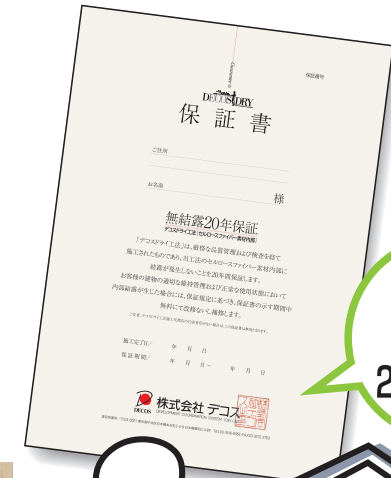 保証番号
DECOS DRY
保証書
ご住所
お名前
様
無結露20年保証
デコスドライ工法（セルロースファイバー素材内部）
「デコスドライ工法」は、厳格な品質管理および検査を経て
施工されたものであり、当工法のセルロースファイバー素材内部に
結露が発生しないことを20年間保証します。
お客様の建物の適切な維持管理および正常な使用状態において
内部結露が生じた場合には、保証規定に基づき、保証書の示す期間中
無料にて改修ないし補修します。
施工完了日／ 年 月 日
保証期間／ 年 月 日～ 年 月 日
DECOS
株式会社 デコス
2